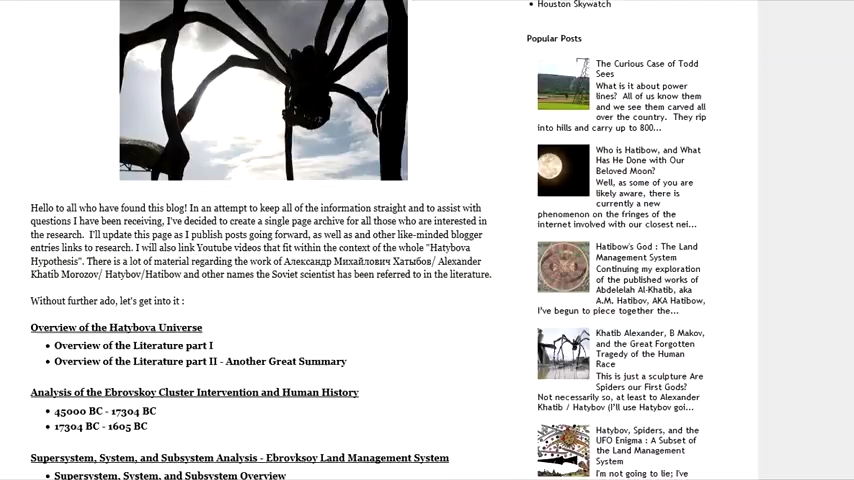 Hello to all who have found this blog! In an attempt to keep all of the information straight and to assist with
questions I have been receiving, I've decided to create a single page archive for all those who are interested in
the research.  I'll update this page as I publish posts going forward, as well as and other like-minded blogger
entries links to research. I will also link Youtube videos that fit within the context of the whole "Hatybova
Hypothesis". There is a lot of material regarding the work of Александр Михайлович Хатыбов/ Alexander
Khatib Morozov/ Hatybov/Hatibow and other names the Soviet scientist has been referred to in the literature.
Without further ado, let's get into it :
Overview of the Hatybova Universe
• Overview of the Literature part I
• Overview of the Literature part II - Another Great Summary
Analysis of the Ebrovskoy Cluster Intervention and Human History
• 45000 BC - 17304 BC
• 17304 BC - 1605 BC
Supersystem, System, and Subsystem Analysis - Ebrovksoy Land Management System
• Supersystem, System, and Subsystem Overview
• Houston Skywatch
Popular Posts
The Curious Case of Todd
Sees
What is it about power
lines?  All of us know them
and we see them carved all
over the country.  They rip
into hills and carry up to 800...
Who is Hatibow, and What
Has He Done with Our
Beloved Moon?
Well, as some of you are
likely aware, there is
currently a new
phenomenon on the fringes of the
internet involved with our closest nei...
Hatibow's God : The Land
Management System
Continuing my exploration
of the published works of
Abdelelah Al-Khatib, aka
A.M. Hatibov, AKA Hatibow,
I've begun to piece together the...
Khatib Alexander, B Makov,
and the Great Forgotten
Tragedy of the Human
Race
This is just a sculpture Are
Spiders our First Gods?
Not necessarily so, at least to Alexander
Khatib / Hatybov (I'll use Hatybov goi...
Hatybov, Spiders, and the
UFO Enigma : A Subset of
the Land Management
System
I'm not going to lie; I've